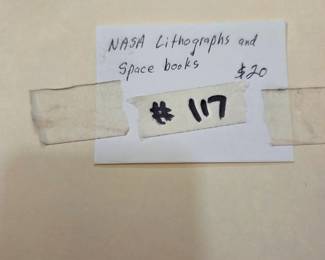 NASA Lithographs and
Space books $20
# 117